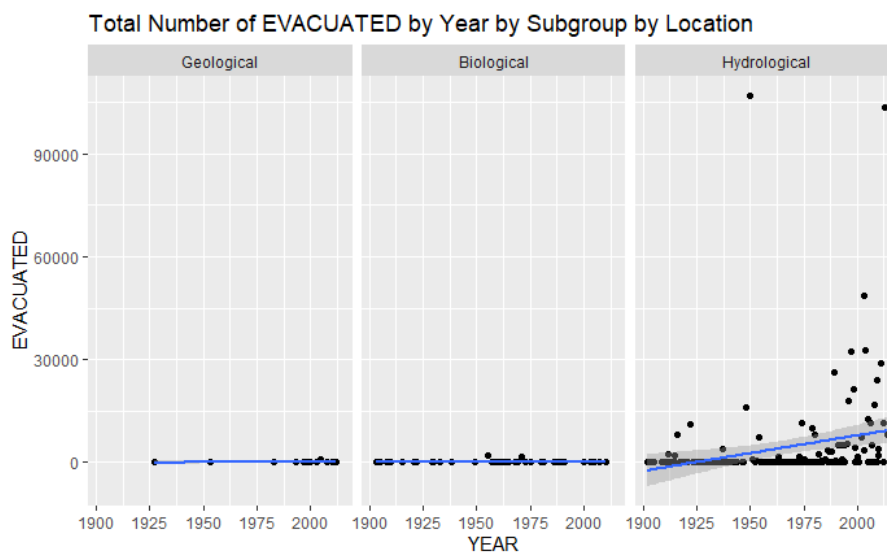 Total Number of EVACUATED by Year by Subgroup by Location
Geological Biological Hydrological
90000
60000
30000
0
EVACUATED
1900 1925 1950 1975 2000 1900 1925 1950 1975 2000 1900 1925 1950 1975 2000
YEAR